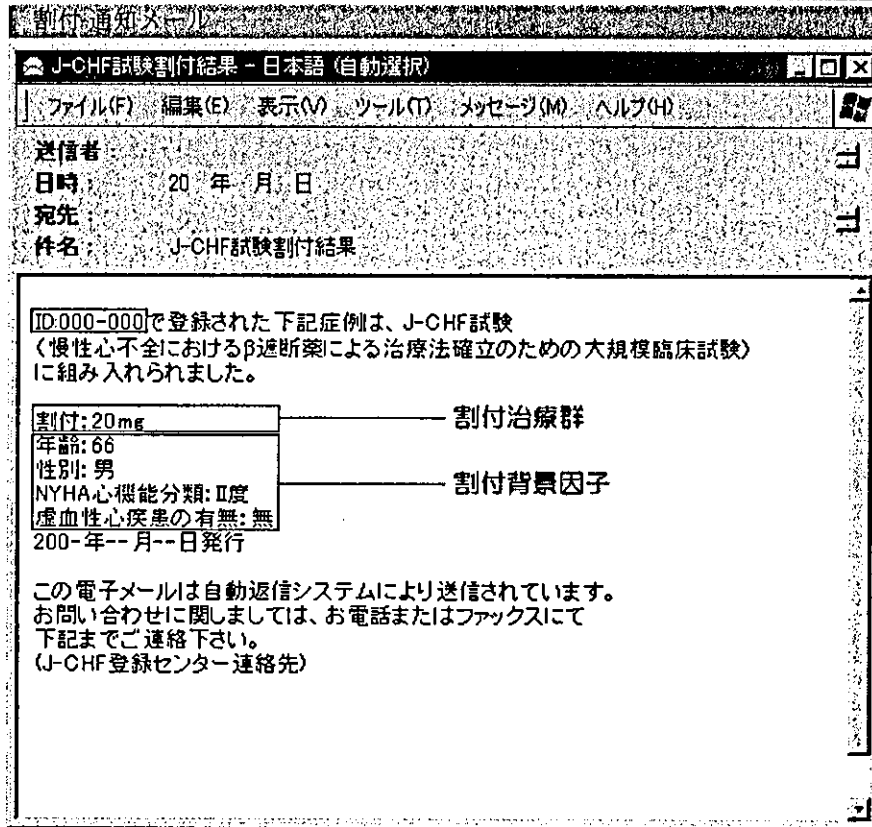 割付通知メール
J-CHF試験割付結果 - 日本語 (自動選択)
ファイル(F) 編集(E) 表示(V) ツール(T) メッセージ(M) ヘルプ(H)
送信者:
日時: 20 年 月 日
宛先:
件名: J-CHF試験割付結果
ID:000-000で登録された下記症例は、J-CHF試験
(慢性心不全におけるβ遮断薬による治療法確立のための大規模臨床試験)
に組み入れられました。
割付:20mg 割付治療群
年齢:66
性別:男
NYHA心機能分類:Ⅱ度 割付背景因子
虚血性心疾患の有無:無
200-年--月--日発行
この電子メールは自動返信システムにより送信されています。
お問い合わせに関しましては、お電話またはファックスにて
下記までご連絡下さい。
(J-CHF登録センター連絡先)